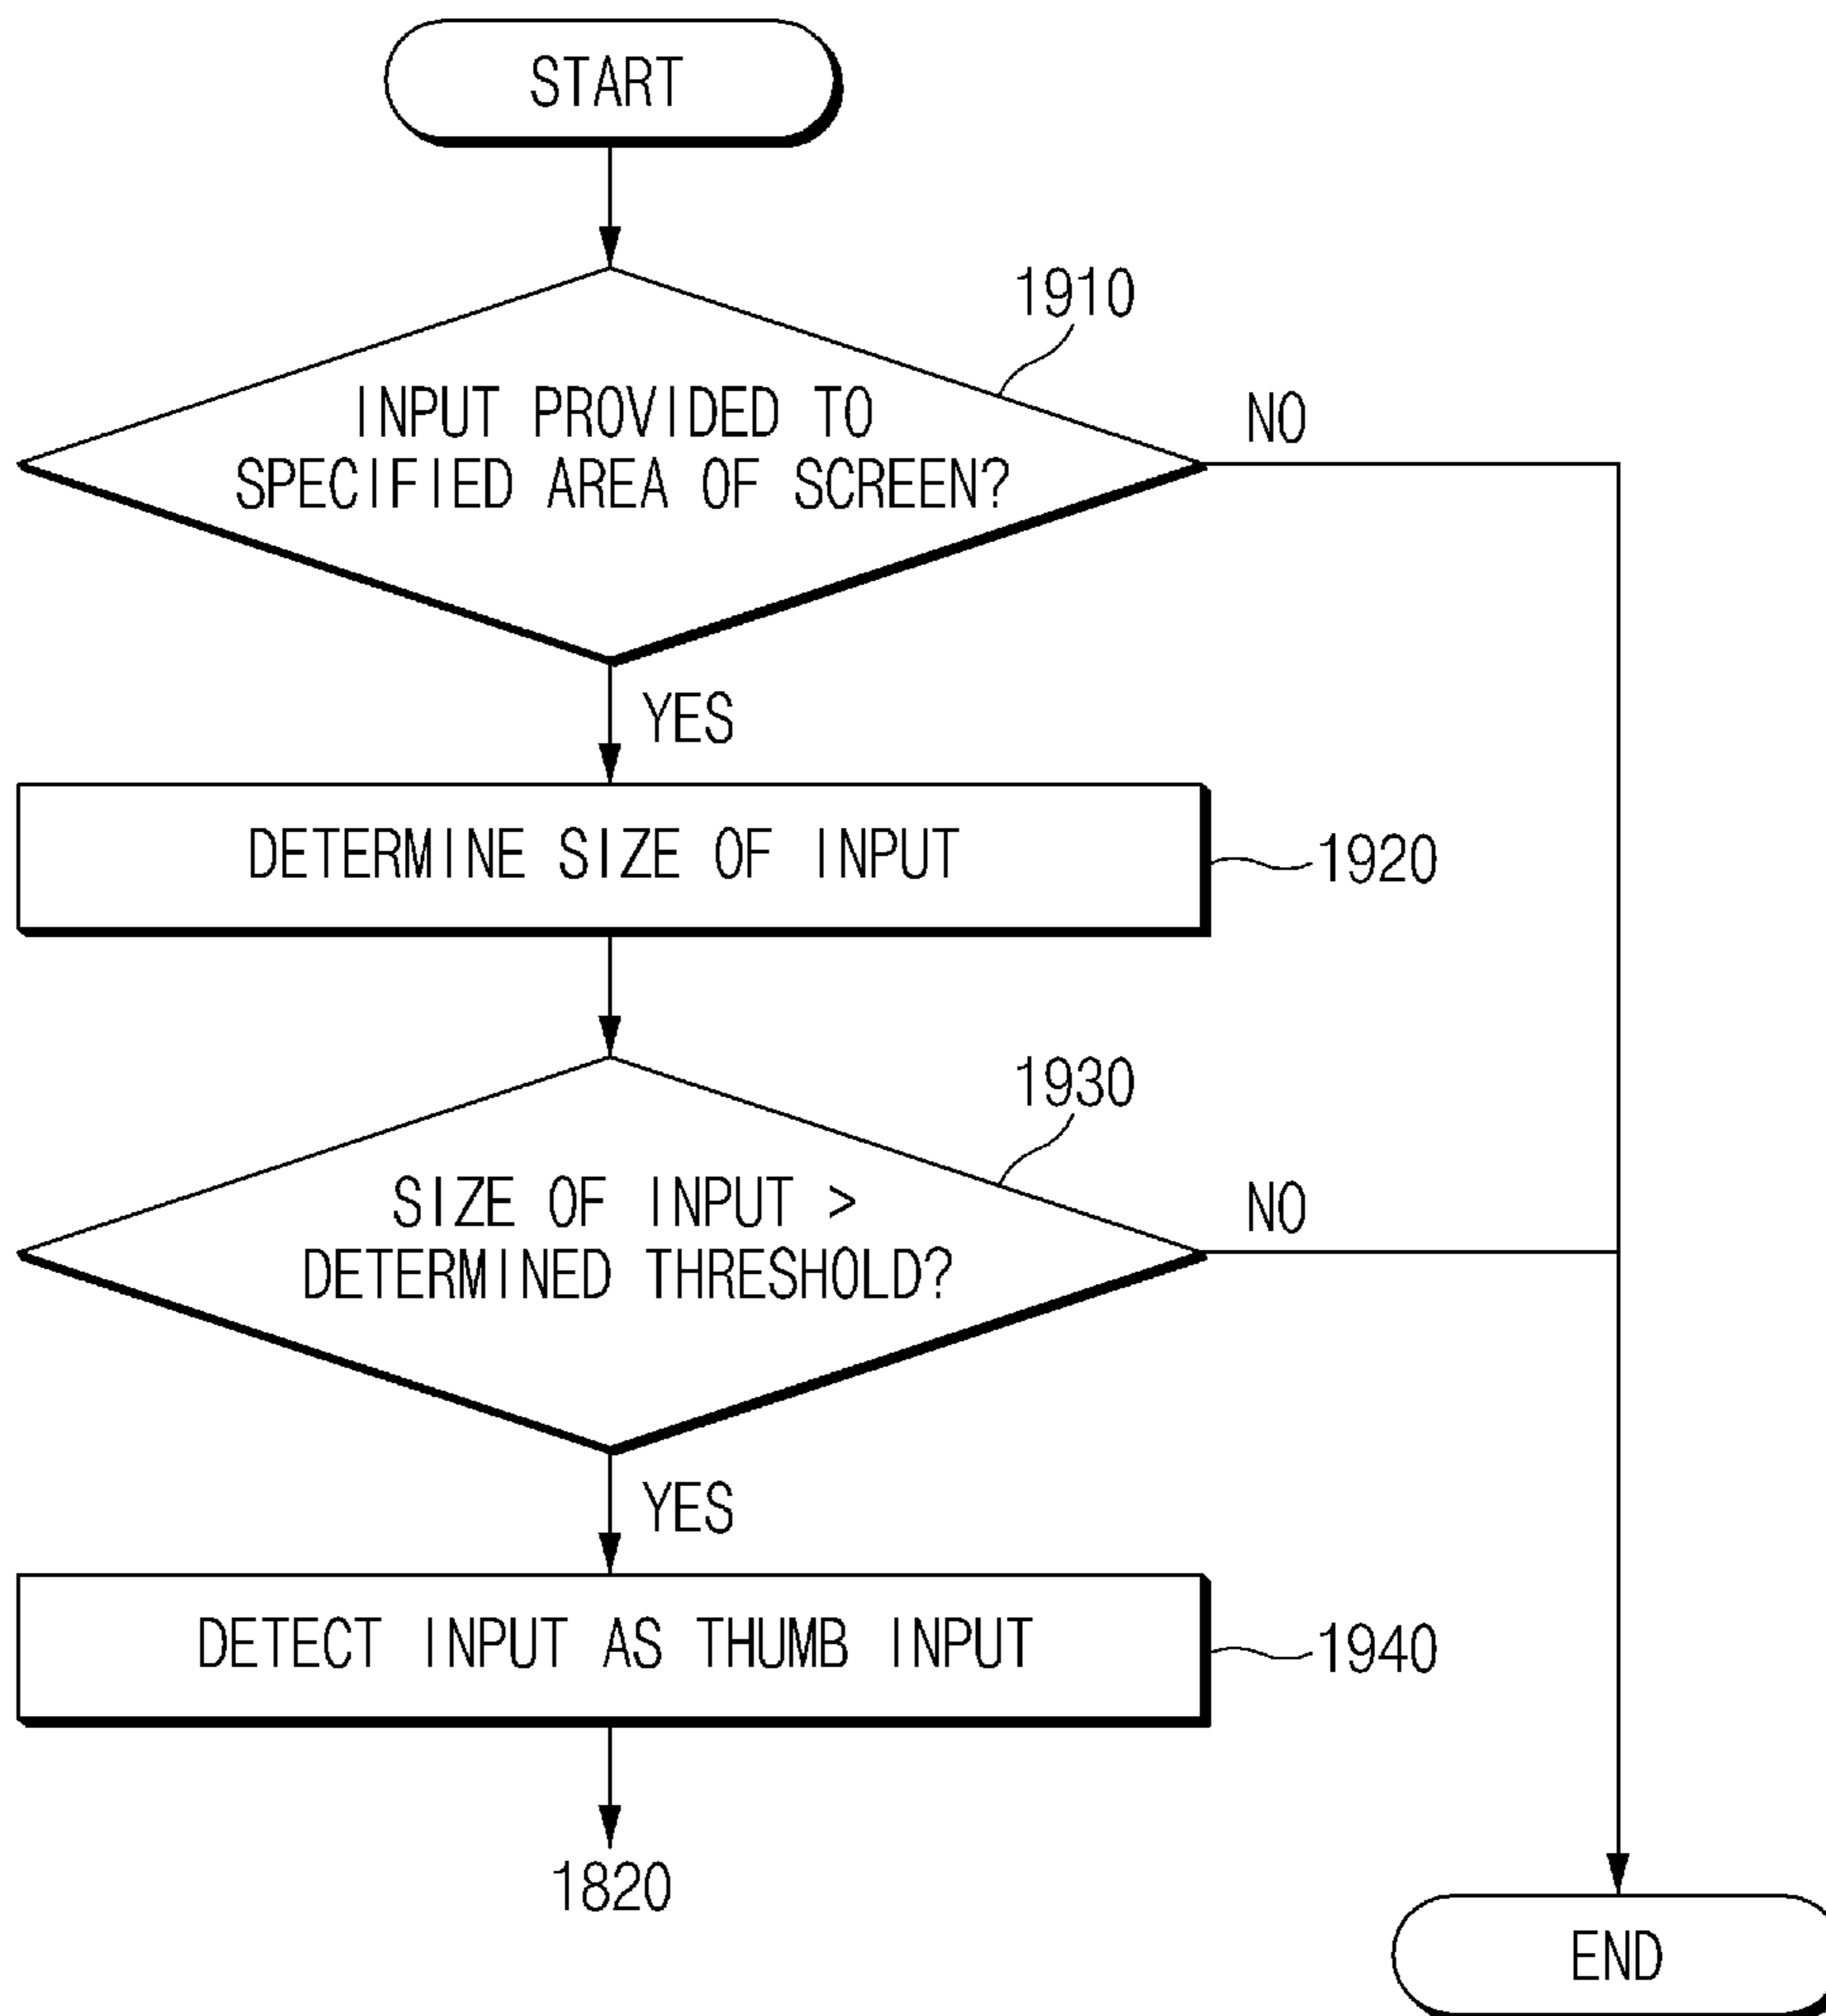 START
1910
INPUT PROVIDED TO
SPECIFIED AREA OF SCREEN?
NO
YES
DETERMINE SIZE OF INPUT
1920
1930
SIZE OF INPUT >
DETERMINED THRESHOLD?
NO
YES
DETECT INPUT AS THUMB INPUT
1940
1820
END